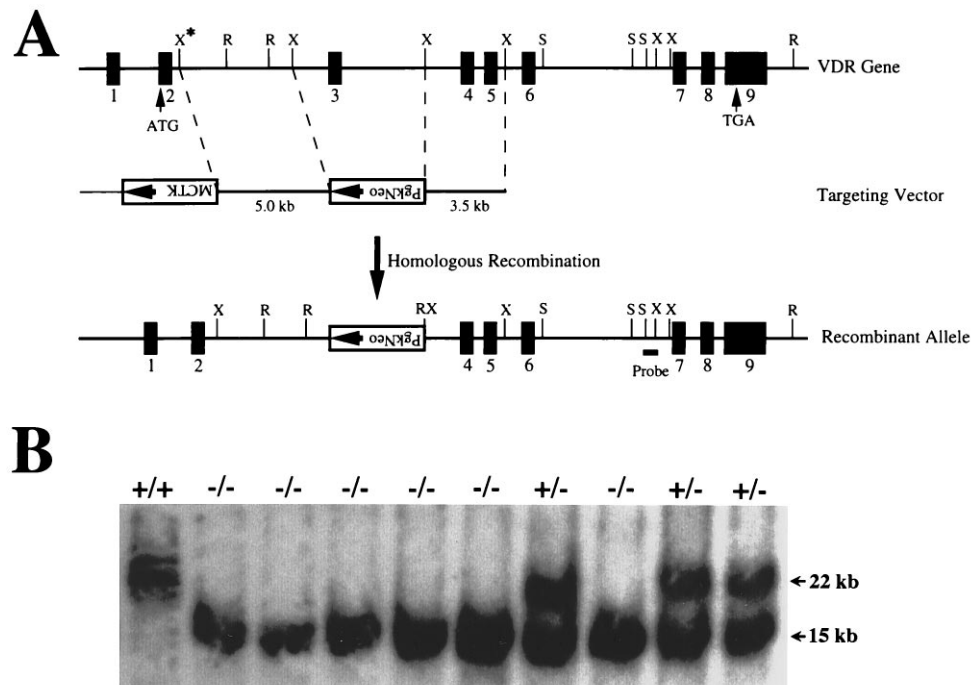 A
X* R R X X X S S S X X R
VDR Gene
1 2 3 4 5 6 7 8 9
ATG TGA
MCTK PgkNeo
5.0 kb 3.5 kb
Targeting Vector
Homologous Recombination
X R R RX X S S S X X R
PgkNeo
Recombinant Allele
1 2 4 5 6 Probe 7 8 9
B
+/+ -/- -/- -/- -/- -/- +/- -/- +/- +/-
22 kb
15 kb